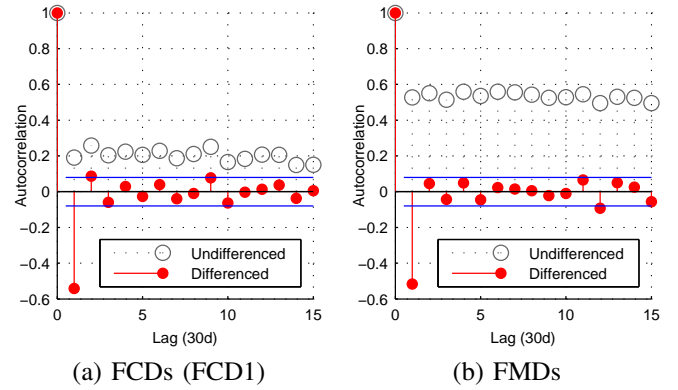 1
0.8
0.6
0.4
0.2
0
−0.2
−0.4
−0.6
Autocorrelation
Undifferenced
Differenced
0 5 10 15
Lag (30d)
(a) FCDs (FCD1)
1
0.8
0.6
0.4
0.2
0
−0.2
−0.4
−0.6
Autocorrelation
Undifferenced
Differenced
0 5 10 15
Lag (30d)
(b) FMDs